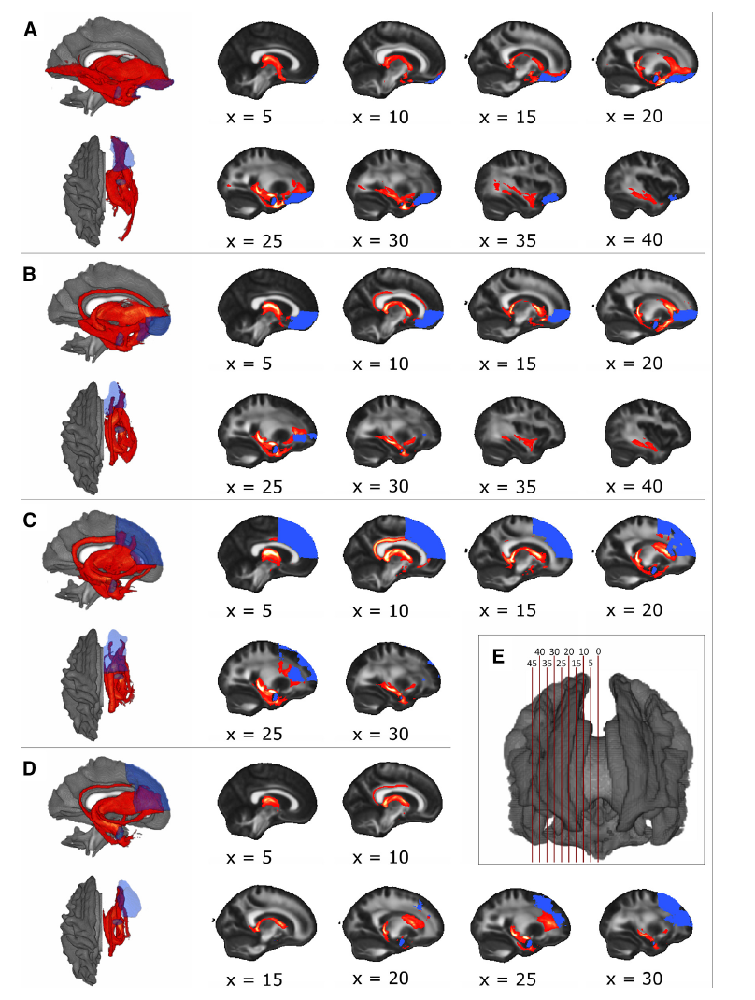 A
x = 5
x = 10
x = 15
x = 20
x = 25
x = 30
x = 35
x = 40
B
x = 5
x = 10
x = 15
x = 20
x = 25
x = 30
x = 35
x = 40
C
x = 5
x = 10
x = 15
x = 20
x = 25
x = 30
E
40 30 20 10 0
45 35 25 15 5
D
x = 5
x = 10
x = 15
x = 20
x = 25
x = 30